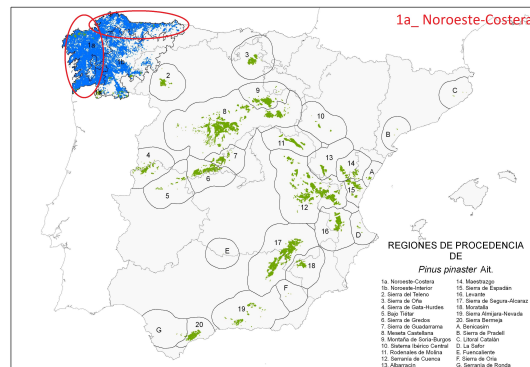 1a_ Noroeste-Costera
1a
3
C
2
9
8
10
B
11
7
4
13
14
A
6
5
15
12
16
D
E
17
18
F
19
G
20
REGIONES DE PROCEDENCIA
DE
Pinus pinaster Ait.
1a. Noroeste-Costera
1b. Noroeste-Interior
2. Sierra del Teleno
3. Sierra de Oña
4. Sierra de Gata-Hurdes
5. Bajo Tiétar
6. Sierra de Gredos
7. Sierra de Guadarrama
8. Meseta Castellana
9. Montaña de Soria-Burgos
10. Sistema Ibérico Central
11. Rodenales de Molina
12. Serranía de Cuenca
13. Albarracín
14. Maestrazgo
15. Sierra de Espadán
16. Levante
17. Sierra de Segura-Alcaraz
18. Moratalla
19. Sierra Almijara-Nevada
20. Sierra Bermeja
A. Benicasim
B. Sierra de Pradell
C. Litoral Catalán
D. La Safor
E. Fuencaliente
F. Sierra de Oria
G. Serranía de Ronda